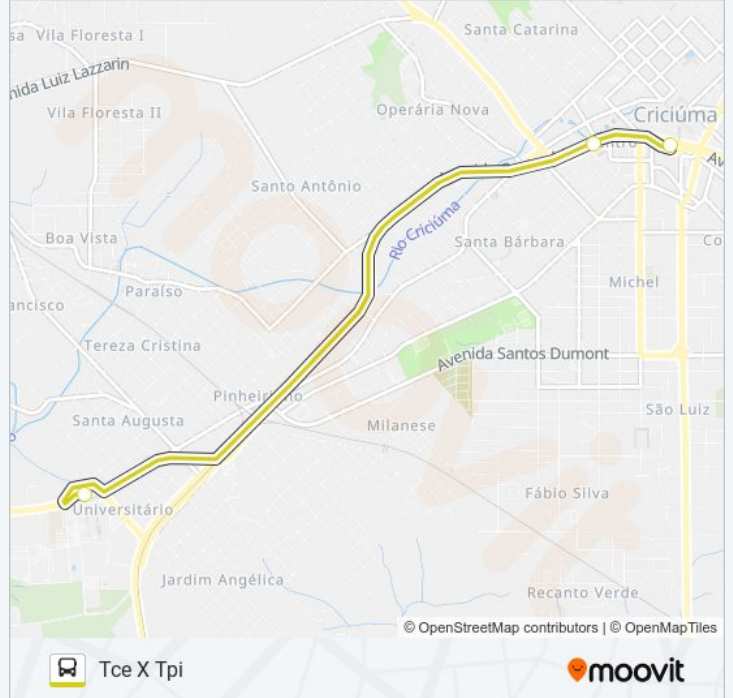 Vila Floresta I
Santa Catarina
Luiz Lazzarin
Vila Floresta II
Operária Nova
Criciúma
Santo Antônio
Rio Criciúma
Boa Vista
Santa Bárbara
Paraíso
Michel
Tereza Cristina
Avenida Santos Dumont
Santa Augusta
Milanese
São Luiz
Fábio Silva
Universitário
Jardim Angélica
Recanto Verde
© OpenStreetMap contributors | © OpenMapTiles
Tce X Tpi
moovit